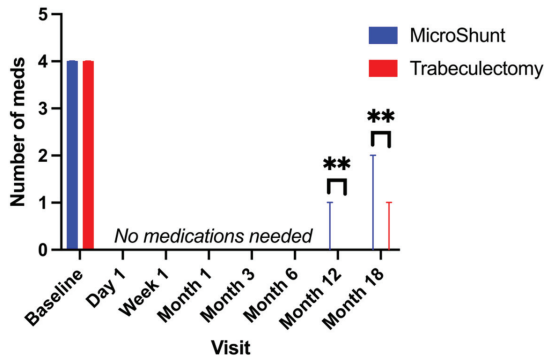 MicroShunt
Trabeculectomy
Number of meds
5
4
3
2
1
0
**
**
No medications needed
Baseline
Day 1
Week 1
Month 1
Month 3
Month 6
Month 12
Month 18
Visit